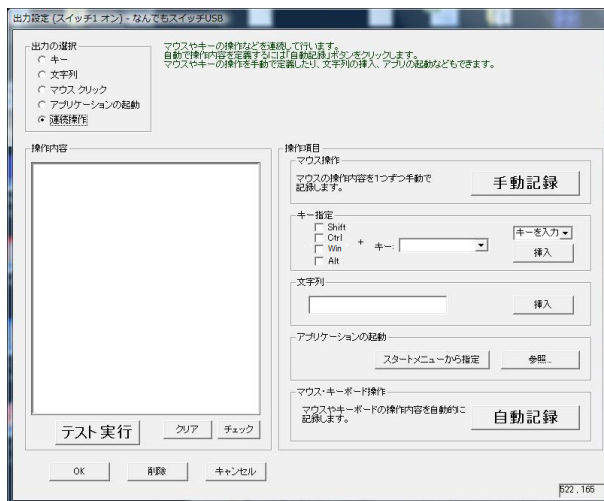 出力設定 (スイッチ1 オン) - なんでもスイッチUSB
出力の選択
キー
文字列
マウス クリック
アプリケーションの起動
連続操作
マウスやキーの操作などを連続して行います。
自動で操作内容を定義するには「自動記録」ボタンをクリックします。
マウスやキーの操作を手動で定義したり、文字列の挿入、アプリの起動などもできます。
操作内容
テスト実行
クリア
チェック
操作項目
マウス操作
マウスの操作内容を1つずつ手動で
記録します。
手動記録
キー指定
Shift
Ctrl
Win
Alt
+
キー:
キーを入力
挿入
文字列
挿入
アプリケーションの起動
スタートメニューから指定
参照...
マウス・キーボード操作
マウスやキーボードの操作内容を自動的に
記録します。
自動記録
OK
削除
キャンセル
522 , 165